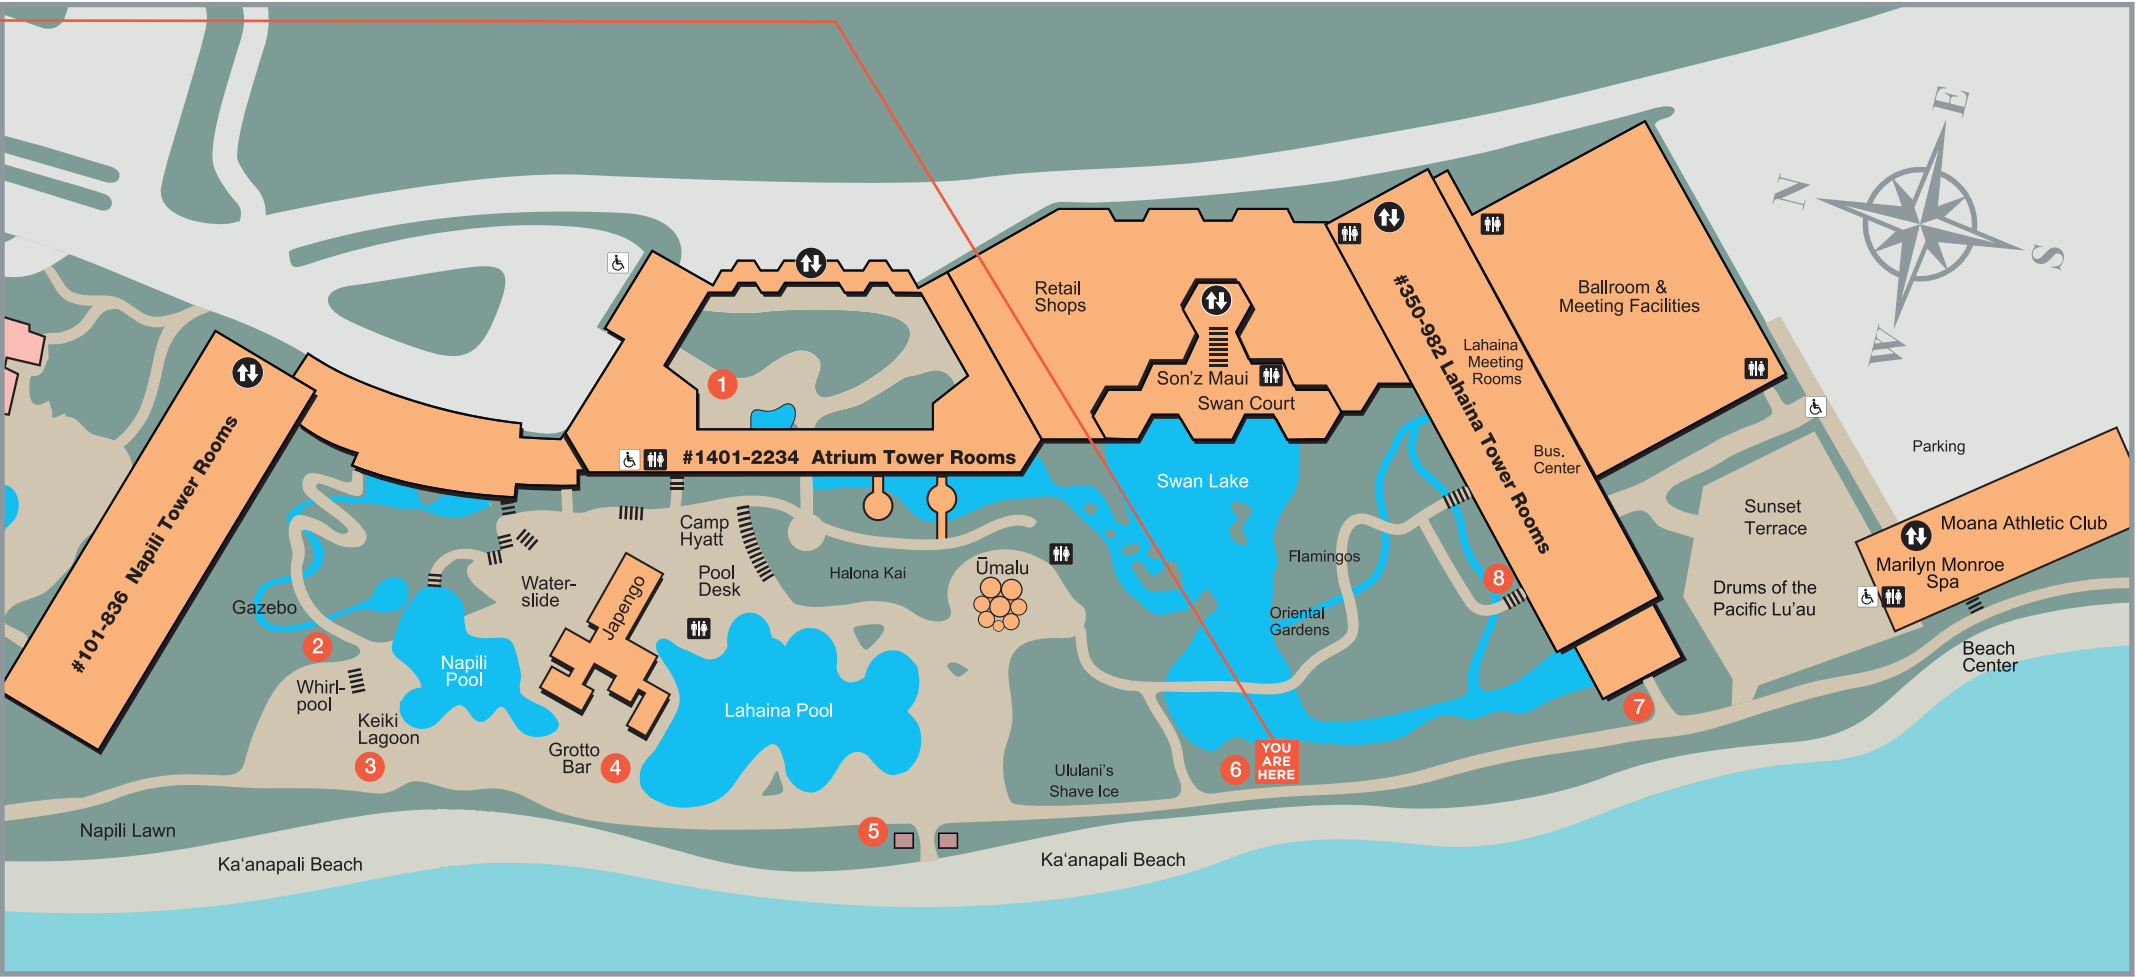 E
N
S
W
Retail
Shops
#350-982 Lahaina Tower Rooms
Ballroom &
Meeting Facilities
Lahaina
Meeting
Rooms
1
Son'z Maui
Swan Court
#101-836 Napili Tower Rooms
#1401-2234 Atrium Tower Rooms
Bus.
Center
Parking
Swan Lake
Sunset
Terrace
Moana Athletic Club
Camp
Hyatt
Flamingos
Marilyn Monroe
Spa
Ūmalu
Halona Kai
Pool
Desk
Water-
slide
8
Drums of the
Pacific Lu'au
Gazebo
Japengo
Oriental
Gardens
2
Napili
Pool
Beach
Center
Whirl-
pool
Lahaina Pool
7
Keiki
Lagoon
3
Grotto
Bar
4
Ululani's
Shave Ice
6
YOU
ARE
HERE
Napili Lawn
5
Ka'anapali Beach
Ka'anapali Beach